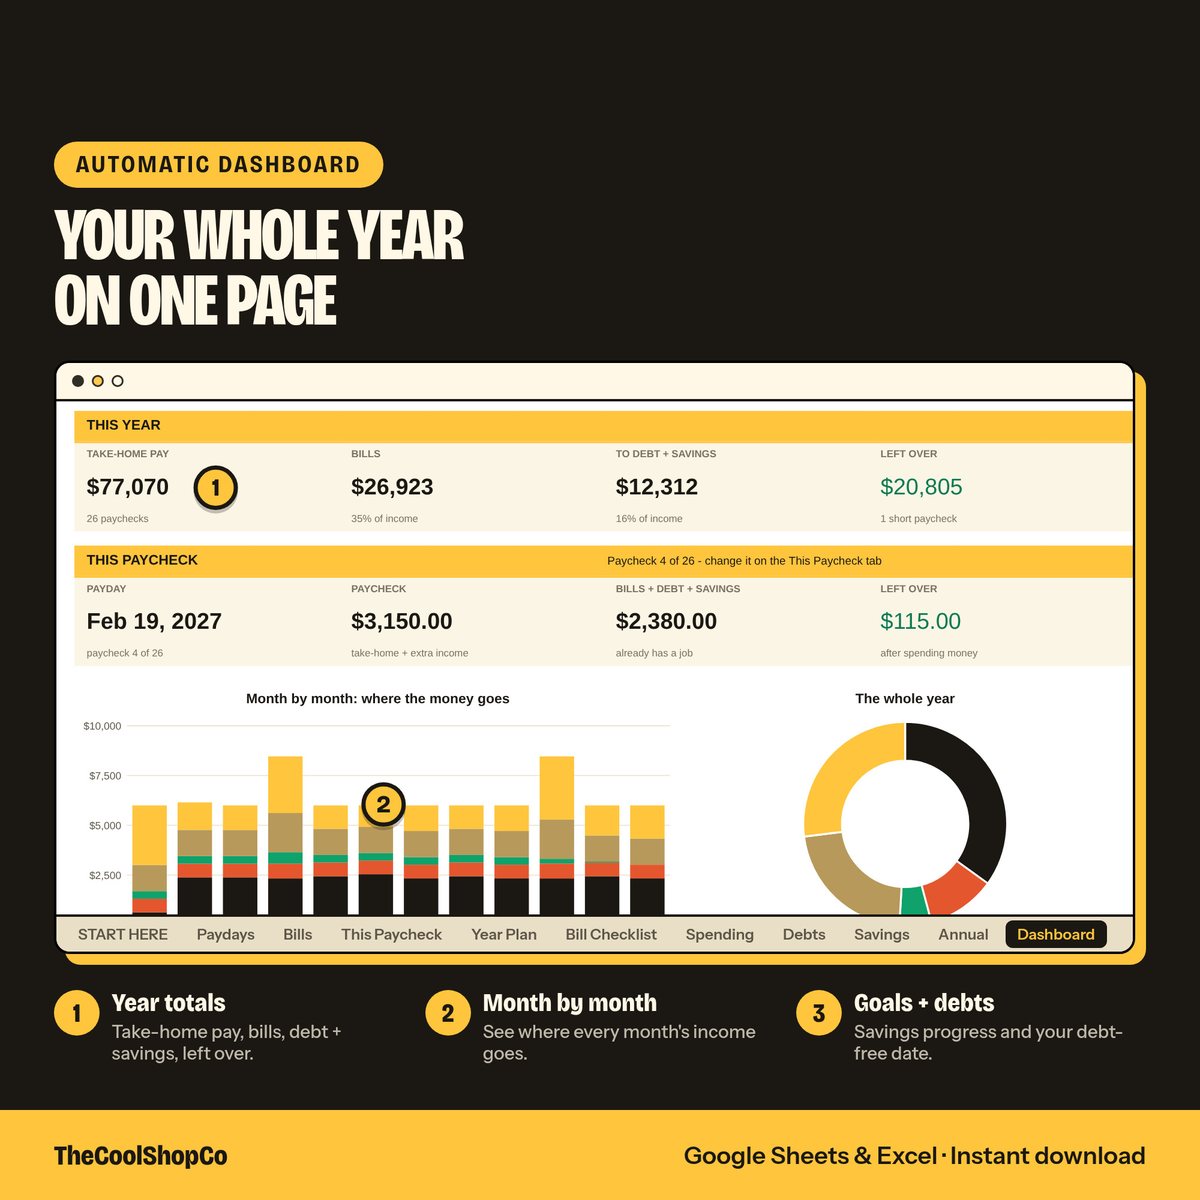 AUTOMATIC DASHBOARD
YOUR WHOLE YEAR
ON ONE PAGE
THIS YEAR
TAKE-HOME PAY
BILLS
TO DEBT + SAVINGS
LEFT OVER
$77,070
1
$26,923
$12,312
$20,805
26 paychecks
35% of income
16% of income
1 short paycheck
THIS PAYCHECK
Paycheck 4 of 26 - change it on the This Paycheck tab
PAYDAY
PAYCHECK
BILLS + DEBT + SAVINGS
LEFT OVER
Feb 19, 2027
$3,150.00
$2,380.00
$115.00
paycheck 4 of 26
take-home + extra income
already has a job
after spending money
Month by month: where the money goes
The whole year
$10,000
$7,500
2
$5,000
$2,500
START HERE
Paydays
Bills
This Paycheck
Year Plan
Bill Checklist
Spending
Debts
Savings
Annual
Dashboard
1
Year totals
Take-home pay, bills, debt +
savings, left over.
2
Month by month
See where every month's income
goes.
3
Goals + debts
Savings progress and your debt-
free date.
TheCoolShopCo
Google Sheets & Excel · Instant download